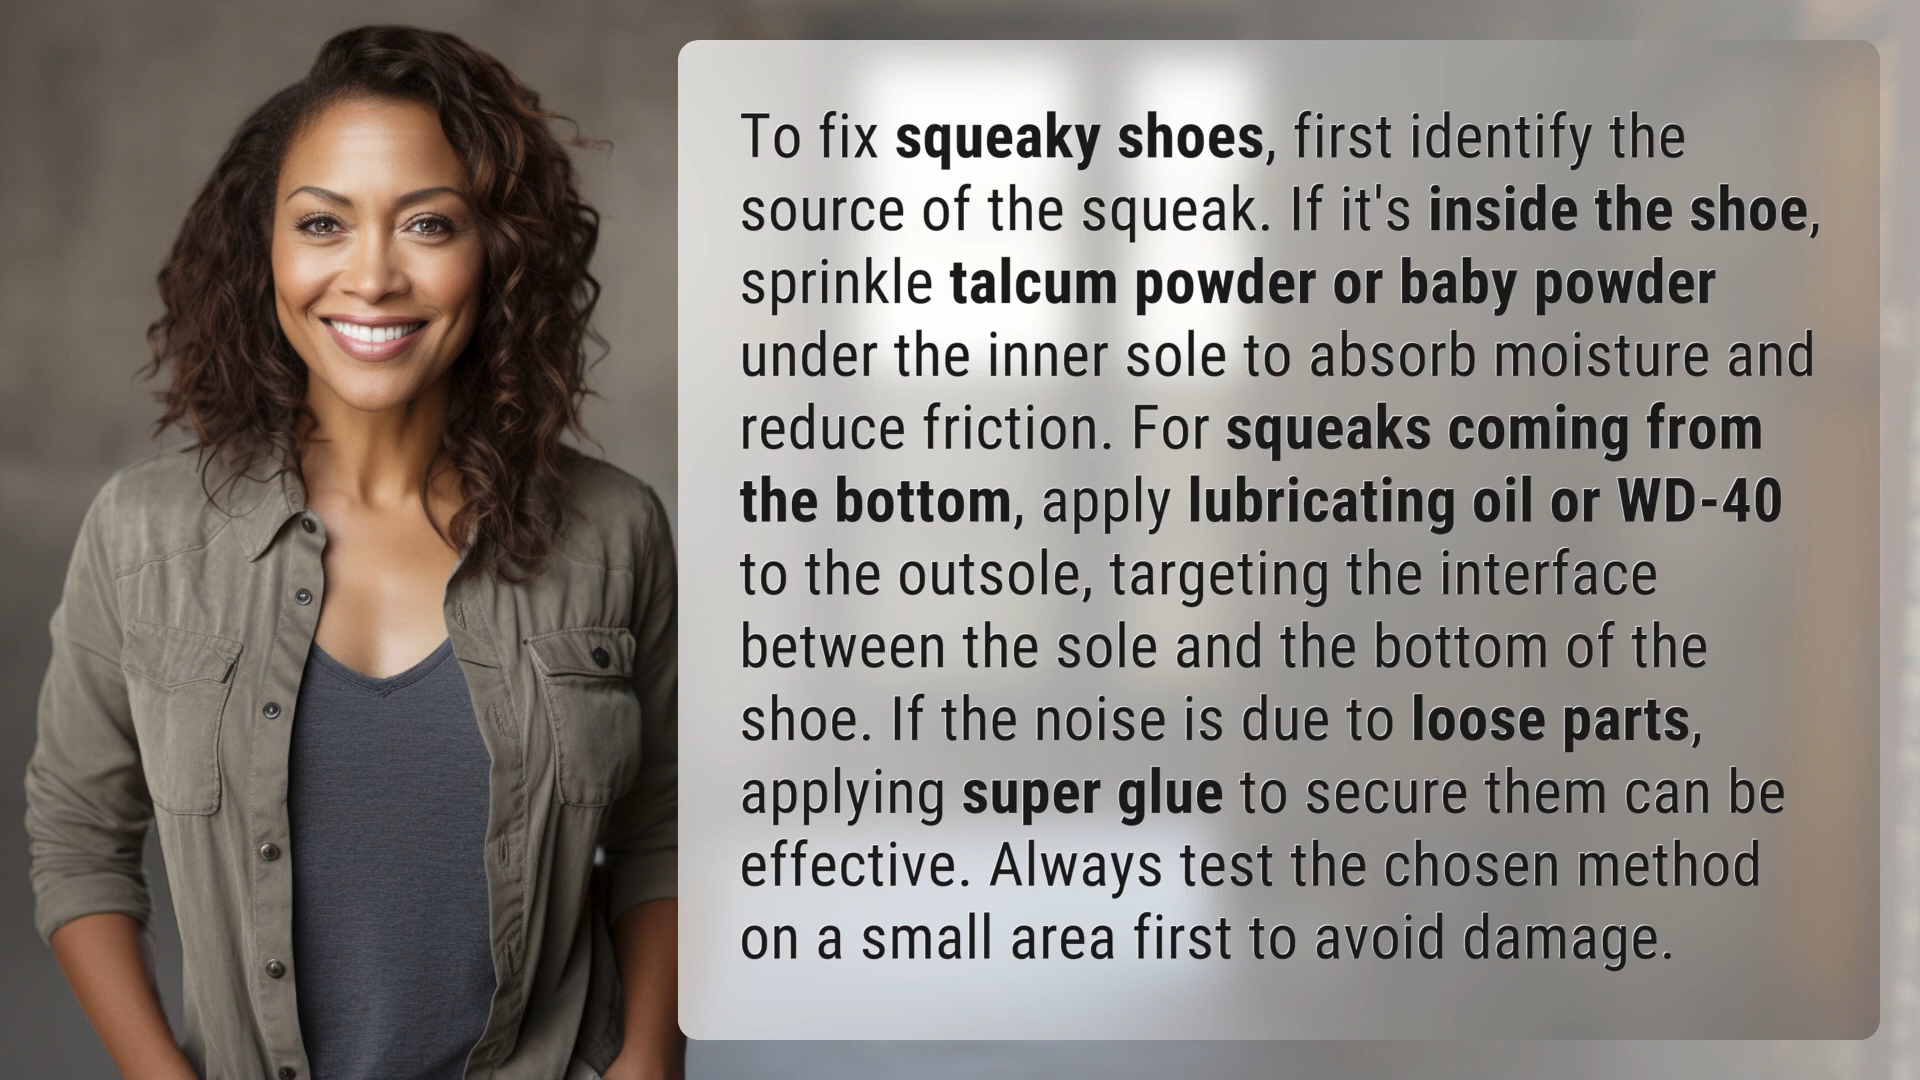 To fix squeaky shoes, first identify the
source of the squeak. If it's inside the shoe,
sprinkle talcum powder or baby powder
under the inner sole to absorb moisture and
reduce friction. For squeaks coming from
the bottom, apply lubricating oil or WD-40
to the outsole, targeting the interface
between the sole and the bottom of the
shoe. If the noise is due to loose parts,
applying super glue to secure them can be
effective. Always test the chosen method
on a small area first to avoid damage.